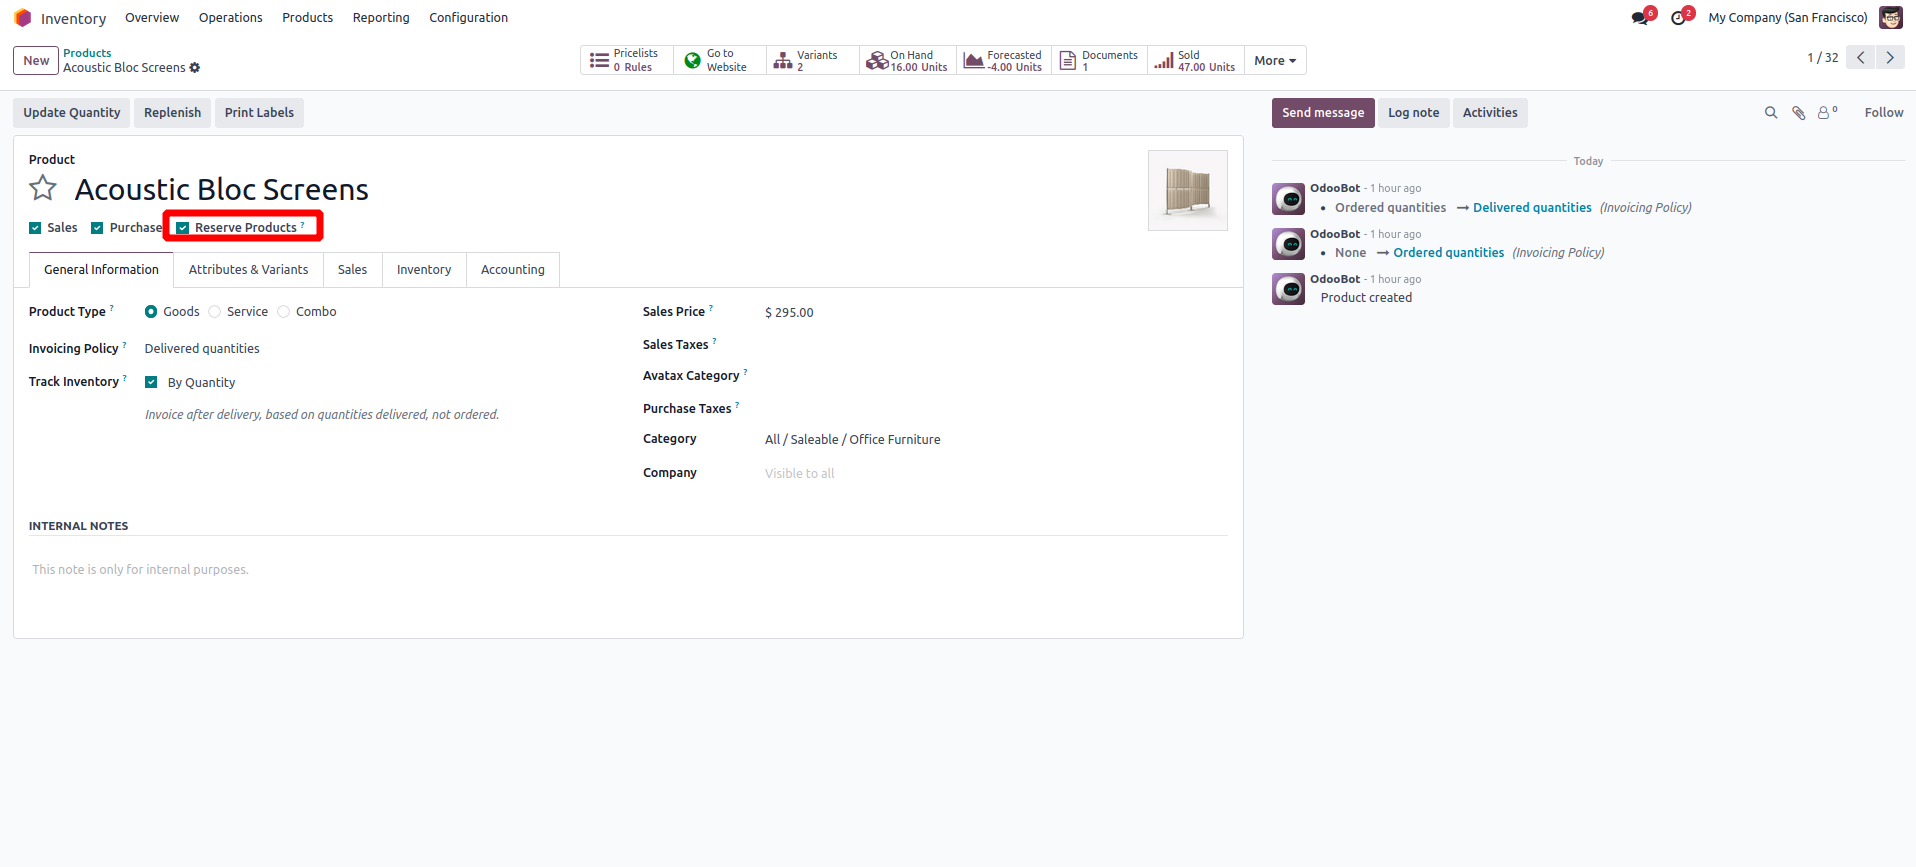 Inventory Overview Operations Products Reporting Configuration 6 2 My Company (San Francisco)
New Products Acoustic Bloc Screens
Pricelists 0 Rules
Go to Website
Variants 2
On Hand 16.00 Units
Forecasted -4.00 Units
Documents 1
Sold 47.00 Units
More
1 / 32
Update Quantity Replenish Print Labels
Send message Log note Activities 0 Follow
Product
Acoustic Bloc Screens
Sales Purchase Reserve Products ?
General Information Attributes & Variants Sales Inventory Accounting
Product Type ? Goods Service Combo
Invoicing Policy ? Delivered quantities
Track Inventory ? By Quantity
Invoice after delivery, based on quantities delivered, not ordered.
Sales Price ? $ 295.00
Sales Taxes ?
Avatax Category ?
Purchase Taxes ?
Category All / Saleable / Office Furniture
Company Visible to all
INTERNAL NOTES
This note is only for internal purposes.
Today
OdooBot - 1 hour ago
• Ordered quantities → Delivered quantities (Invoicing Policy)
OdooBot - 1 hour ago
• None → Ordered quantities (Invoicing Policy)
OdooBot - 1 hour ago
Product created